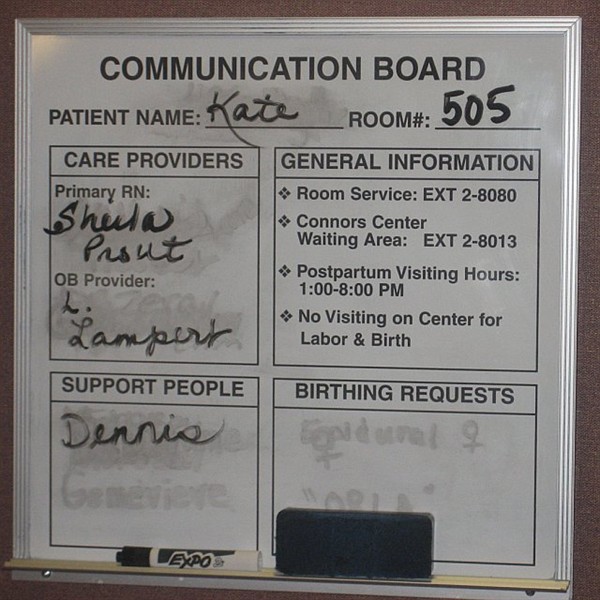 COMMUNICATION BOARD
PATIENT NAME: Kate ROOM#: 505
CARE PROVIDERS
Primary RN:
Sheila
Prout
OB Provider:
L.
Lampert
GENERAL INFORMATION
❖ Room Service: EXT 2-8080
❖ Connors Center
Waiting Area: EXT 2-8013
❖ Postpartum Visiting Hours:
1:00-8:00 PM
❖ No Visiting on Center for
Labor & Birth
SUPPORT PEOPLE
Dennis
Genevieve
BIRTHING REQUESTS
Epidural ♀
♀
EXPO